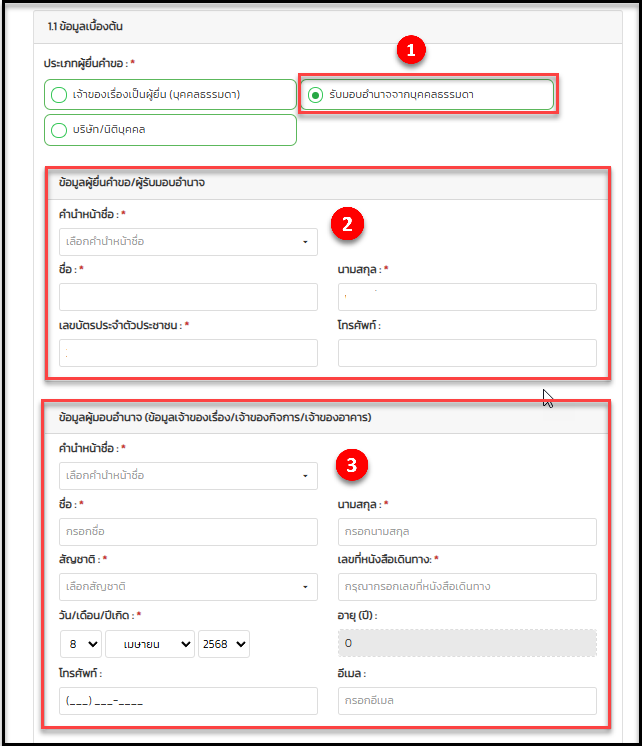 1.1 ข้อมูลเบื้องต้น
ประเภทผู้ยื่นคำขอ : *
1
เจ้าของเรื่องเป็นผู้ยื่น (บุคคลธรรมดา)
รับมอบอำนาจจากบุคคลธรรมดา
บริษัท/นิติบุคคล
ข้อมูลผู้ยื่นคำขอ/ผู้รับมอบอำนาจ
คำนำหน้าชื่อ : *
2
เลือกคำนำหน้าชื่อ
ชื่อ : *
นามสกุล : *
เลขบัตรประจำตัวประชาชน : *
โทรศัพท์ :
ข้อมูลผู้มอบอำนาจ (ข้อมูลเจ้าของเรื่อง/เจ้าของกิจการ/เจ้าของอาคาร)
คำนำหน้าชื่อ : *
3
เลือกคำนำหน้าชื่อ
ชื่อ : *
นามสกุล : *
กรอกชื่อ
กรอกนามสกุล
สัญชาติ : *
เลขที่หนังสือเดินทาง: *
เลือกสัญชาติ
กรุณากรอกเลขที่หนังสือเดินทาง
วัน/เดือน/ปีเกิด : *
อายุ (ปี) :
8 เมษายน 2568
0
โทรศัพท์ :
อีเมล :
(___) ___-____
กรอกอีเมล